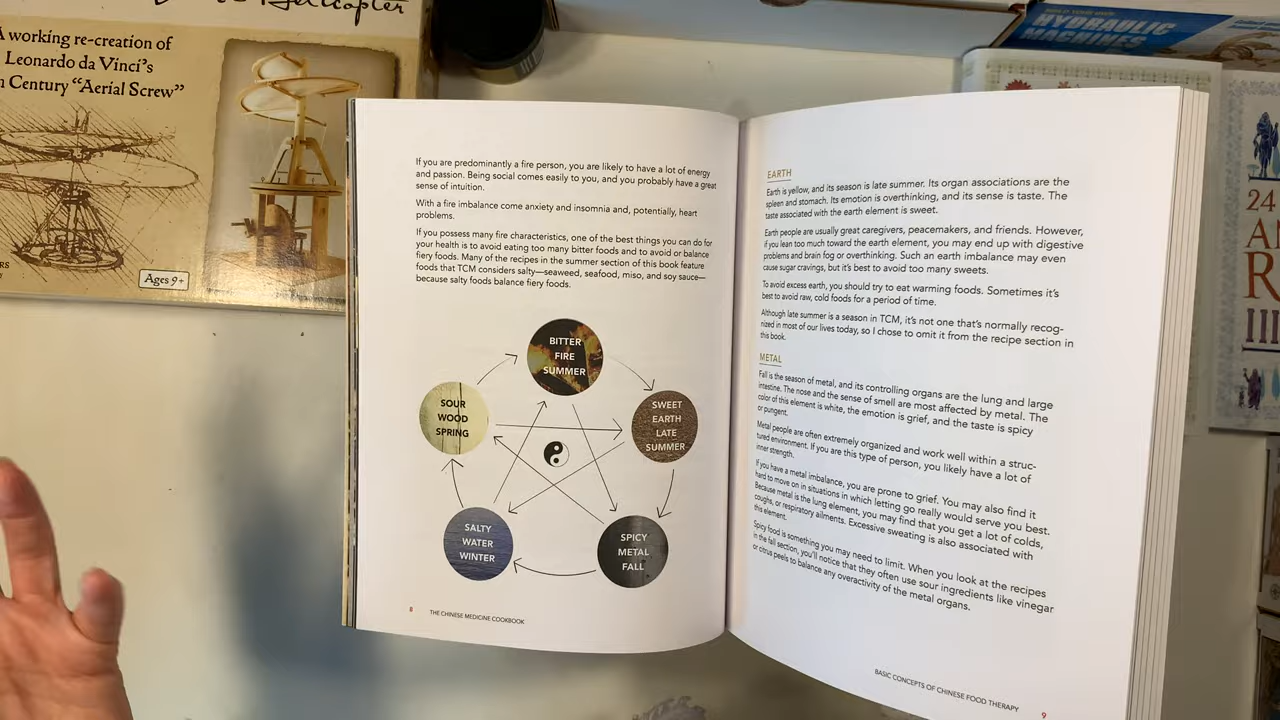 Helicopter
A working re-creation of
Leonardo da Vinci's
Century "Aerial Screw"
Ages 9+
HYDRAULIC
MACHINES
24
If you are predominantly a fire person, you are likely to have a lot of energy
and passion. Being social comes easily to you, and you probably have a great
sense of intuition.
With a fire imbalance come anxiety and insomnia and, potentially, heart
problems.
If you possess many fire characteristics, one of the best things you can do for
your health is to avoid eating too many bitter foods and to avoid or balance
fiery foods. Many of the recipes in the summer section of this book feature
foods that TCM considers salty—seaweed, seafood, miso, and soy sauce—
because salty foods balance fiery foods.
BITTER
FIRE
SUMMER
SOUR
WOOD
SPRING
SWEET
EARTH
LATE
SUMMER
SALTY
WATER
WINTER
SPICY
METAL
FALL
8 THE CHINESE MEDICINE COOKBOOK
EARTH
Earth is yellow, and its season is late summer. Its organ associations are the
spleen and stomach. Its emotion is overthinking, and its sense is taste. The
taste associated with the earth element is sweet.
Earth people are usually great caregivers, peacemakers, and friends. However,
if you lean too much toward the earth element, you may end up with digestive
problems and brain fog or overthinking. Such an earth imbalance may even
cause sugar cravings, but it's best to avoid too many sweets.
To avoid excess earth, you should try to eat warming foods. Sometimes it's
best to avoid raw, cold foods for a period of time.
Although late summer is a season in TCM, it's not one that's normally recog-
nized in most of our lives today, so I chose to omit it from the recipe section in
this book.
METAL
Fall is the season of metal, and its controlling organs are the lung and large
intestine. The nose and the sense of smell are most affected by metal. The
color of this element is white, the emotion is grief, and the taste is spicy
or pungent.
Metal people are often extremely organized and work well within a struc-
tured environment. If you are this type of person, you likely have a lot of
inner strength.
If you have a metal imbalance, you are prone to grief. You may also find it
hard to move on in situations in which letting go really would serve you best.
Because metal is the lung element, you may find that you get a lot of colds,
coughs, or respiratory ailments. Excessive sweating is also associated with
this element.
Spicy food is something you may need to limit. When you look at the recipes
in the fall section, you'll notice that they often use sour ingredients like vinegar
or citrus peels to balance any overactivity of the metal organs.
BASIC CONCEPTS OF CHINESE FOOD THERAPY 9